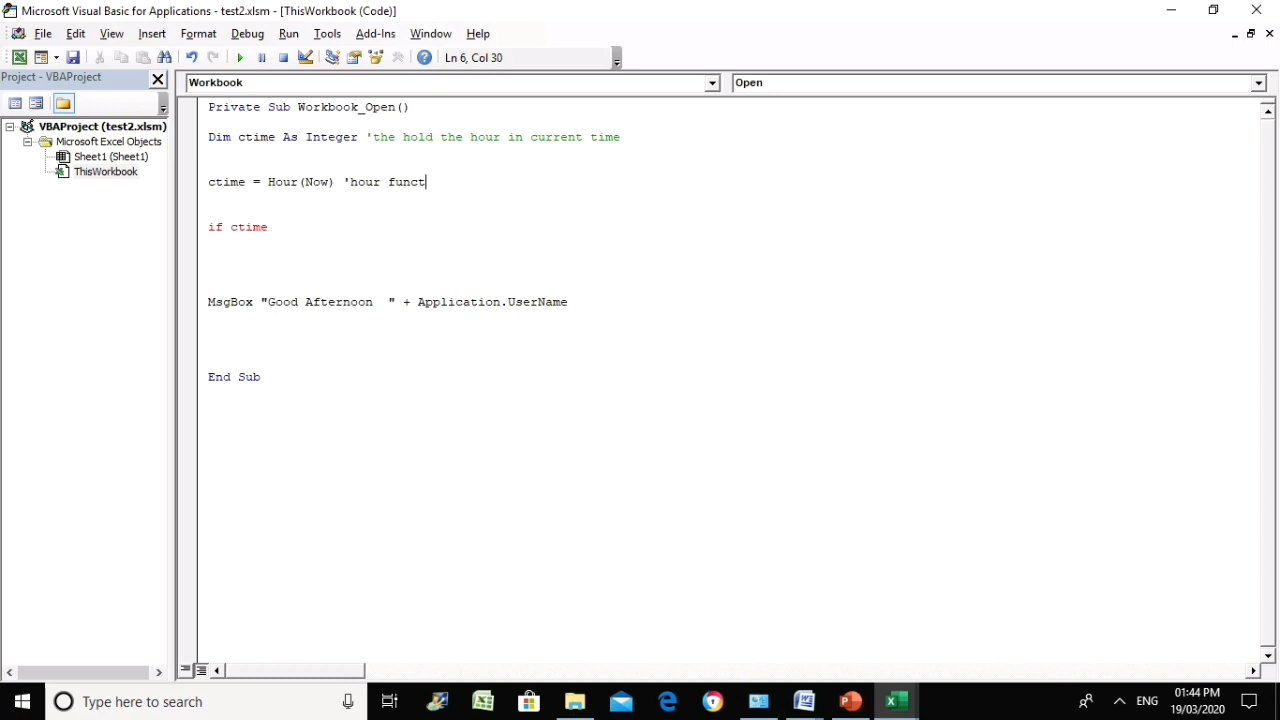 Microsoft Visual Basic for Applications - test2.xlsm - [ThisWorkbook (Code)]
File Edit View Insert Format Debug Run Tools Add-Ins Window Help
Ln 6, Col 30
Project - VBAProject
Workbook
Open
VBAProject (test2.xlsm)
Microsoft Excel Objects
Sheet1 (Sheet1)
ThisWorkbook
Private Sub Workbook_Open()
Dim ctime As Integer 'the hold the hour in current time
ctime = Hour(Now) 'hour funct
if ctime
MsgBox "Good Afternoon  " + Application.UserName
End Sub
Type here to search
ENG
01:44 PM
19/03/2020